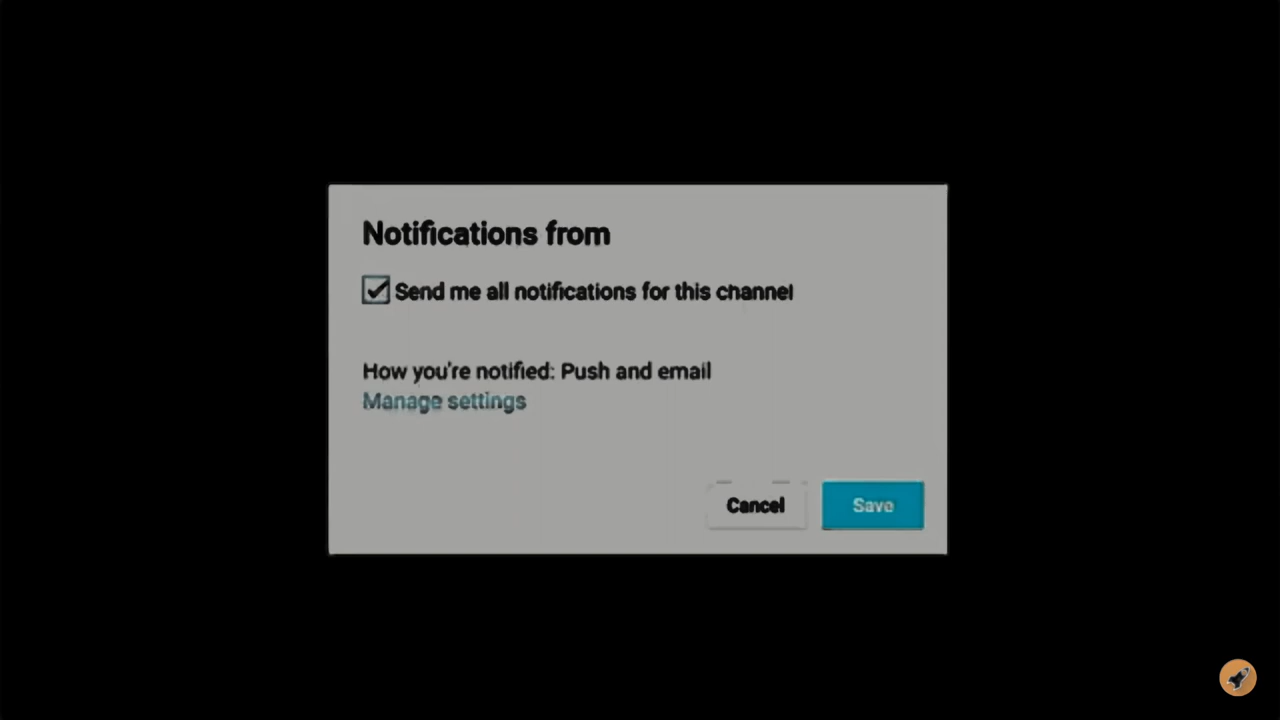 Notifications from
Send me all notifications for this channel
How you're notified: Push and email
Manage settings
Cancel
Save